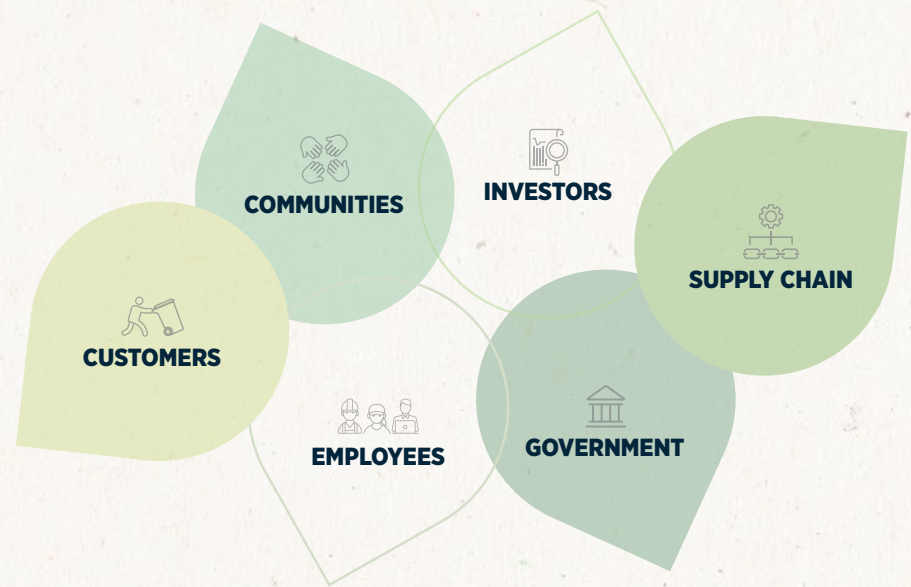 COMMUNITIES
INVESTORS
SUPPLY CHAIN
CUSTOMERS
EMPLOYEES
GOVERNMENT